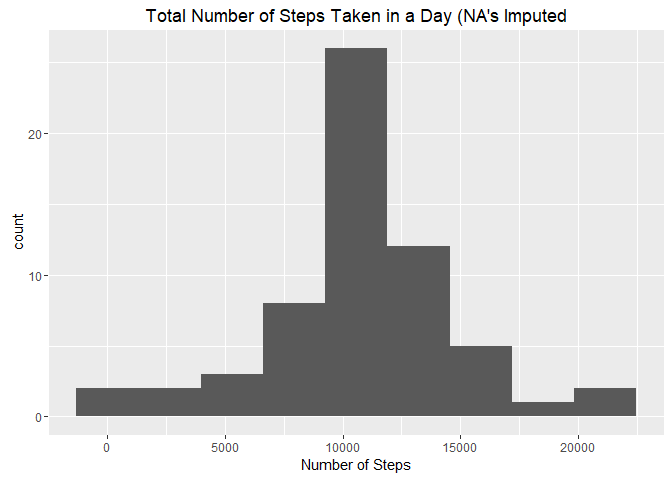 Total Number of Steps Taken in a Day (NA's Imputed
count
20
10
0
0 5000 10000 15000 20000
Number of Steps